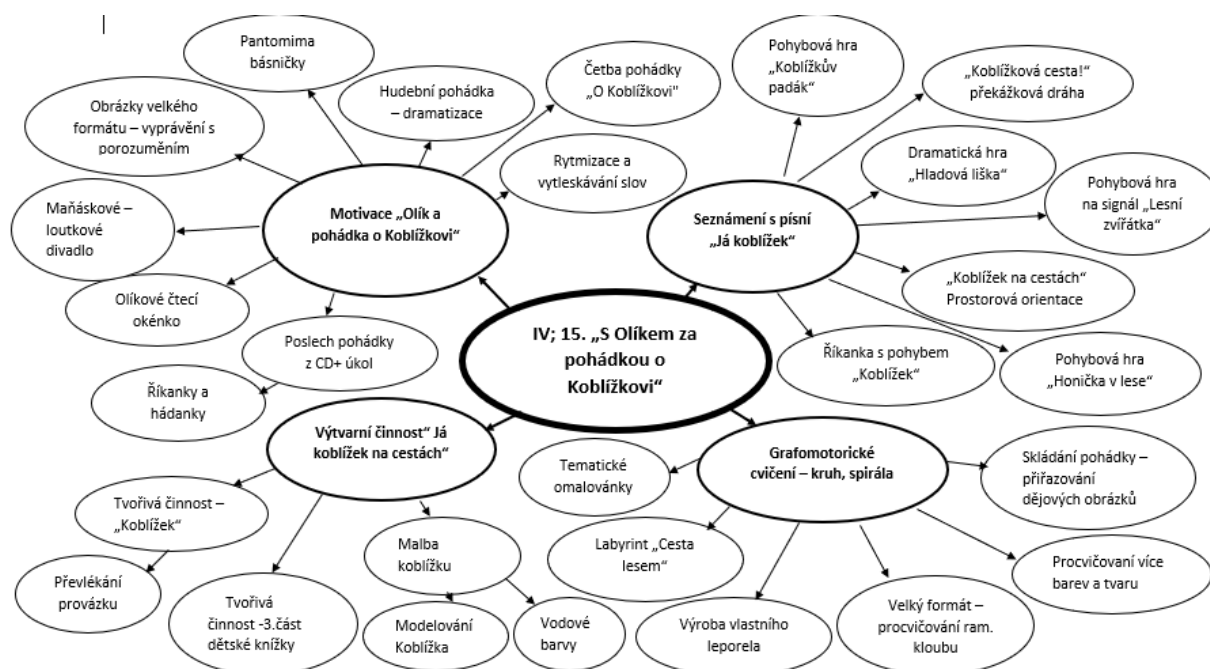 Pantomima
básničky
Hudební pohádka
– dramatizace
Četba pohádky
„O Koblížkovi"
Obrázky velkého
formátu – vyprávění s
porozuměním
Rytmizace a
vytleskávání slov
Maňáskové –
loutkové
divadlo
Motivace „Olík a
pohádka o Koblížkovi“
Olíkové čtecí
okénko
Poslech pohádky
z CD+ úkol
Říkanky a
hádanky
Pohybová hra
„Koblížkův
padák“
„Koblížková cesta!“
překážková dráha
Dramatická hra
„Hladová liška“
Pohybová hra
na signál „Lesní
zvířátka“
Seznámení s písní
„Já koblížek“
„Koblížek na cestách“
Prostorová orientace
Říkanka s pohybem
„Koblížek“
Pohybová hra
„Honička v lese“
IV; 15. „S Olíkem za
pohádkou o
Koblížkovi“
Výtvarní činnost“ Já
koblížek na cestách“
Tvořivá činnost –
„Koblížek“
Převlékání
provázku
Tvořivá
činnost -3.část
dětské knížky
Malba
koblížku
Modelování
Koblížka
Vodové
barvy
Grafomotorické
cvičení – kruh, spirála
Tematické
omalovánky
Labyrint „Cesta
lesem“
Výroba vlastního
leporela
Velký formát –
procvičování ram.
kloubu
Procvičovaní více
barev a tvaru
Skládání pohádky –
přiřazování
dějových obrázků